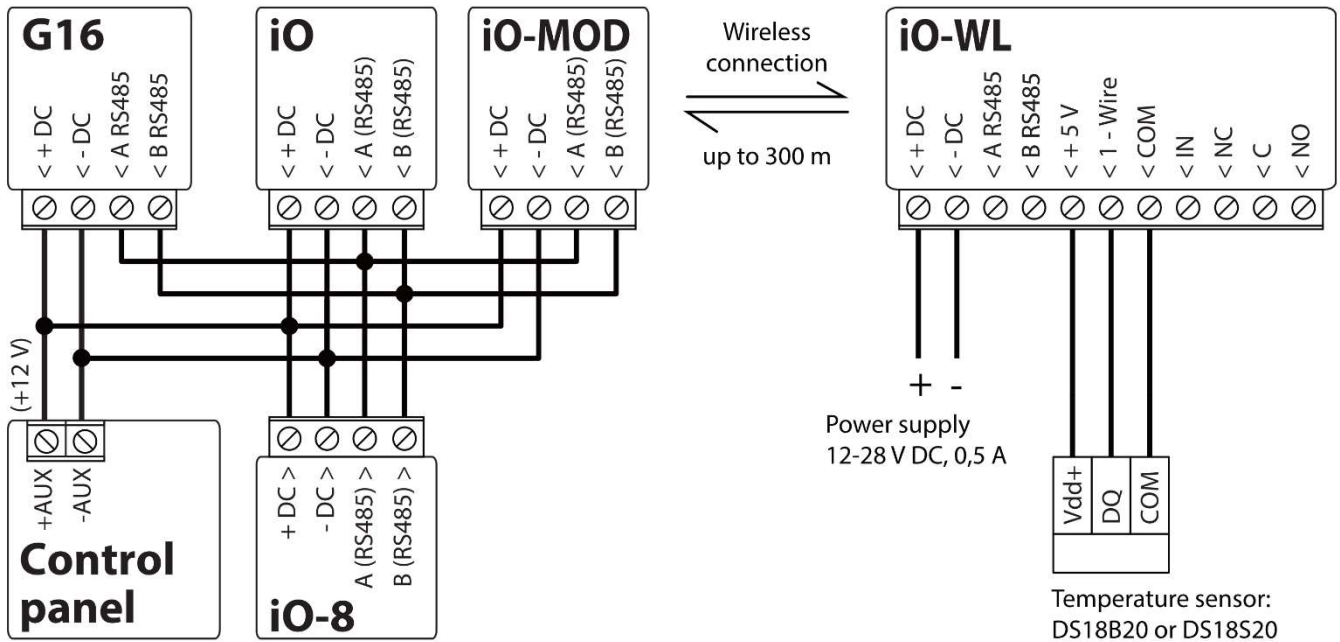 G16
< + DC
< - DC
< A RS485
< B RS485
iO
< + DC
< - DC
< A (RS485)
< B (RS485)
iO-MOD
< + DC
< - DC
< A (RS485)
< B (RS485)
Wireless
connection
up to 300 m
iO-WL
< + DC
< - DC
< A RS485
< B RS485
< + 5 V
< 1 - Wire
< COM
< IN
< NC
< C
< NO
(+12 V)
+AUX
-AUX
Control
panel
+ DC >
- DC >
A (RS485) >
B (RS485) >
iO-8
+ -
Power supply
12-28 V DC, 0,5 A
Vdd+
DQ
COM
Temperature sensor:
DS18B20 or DS18S20